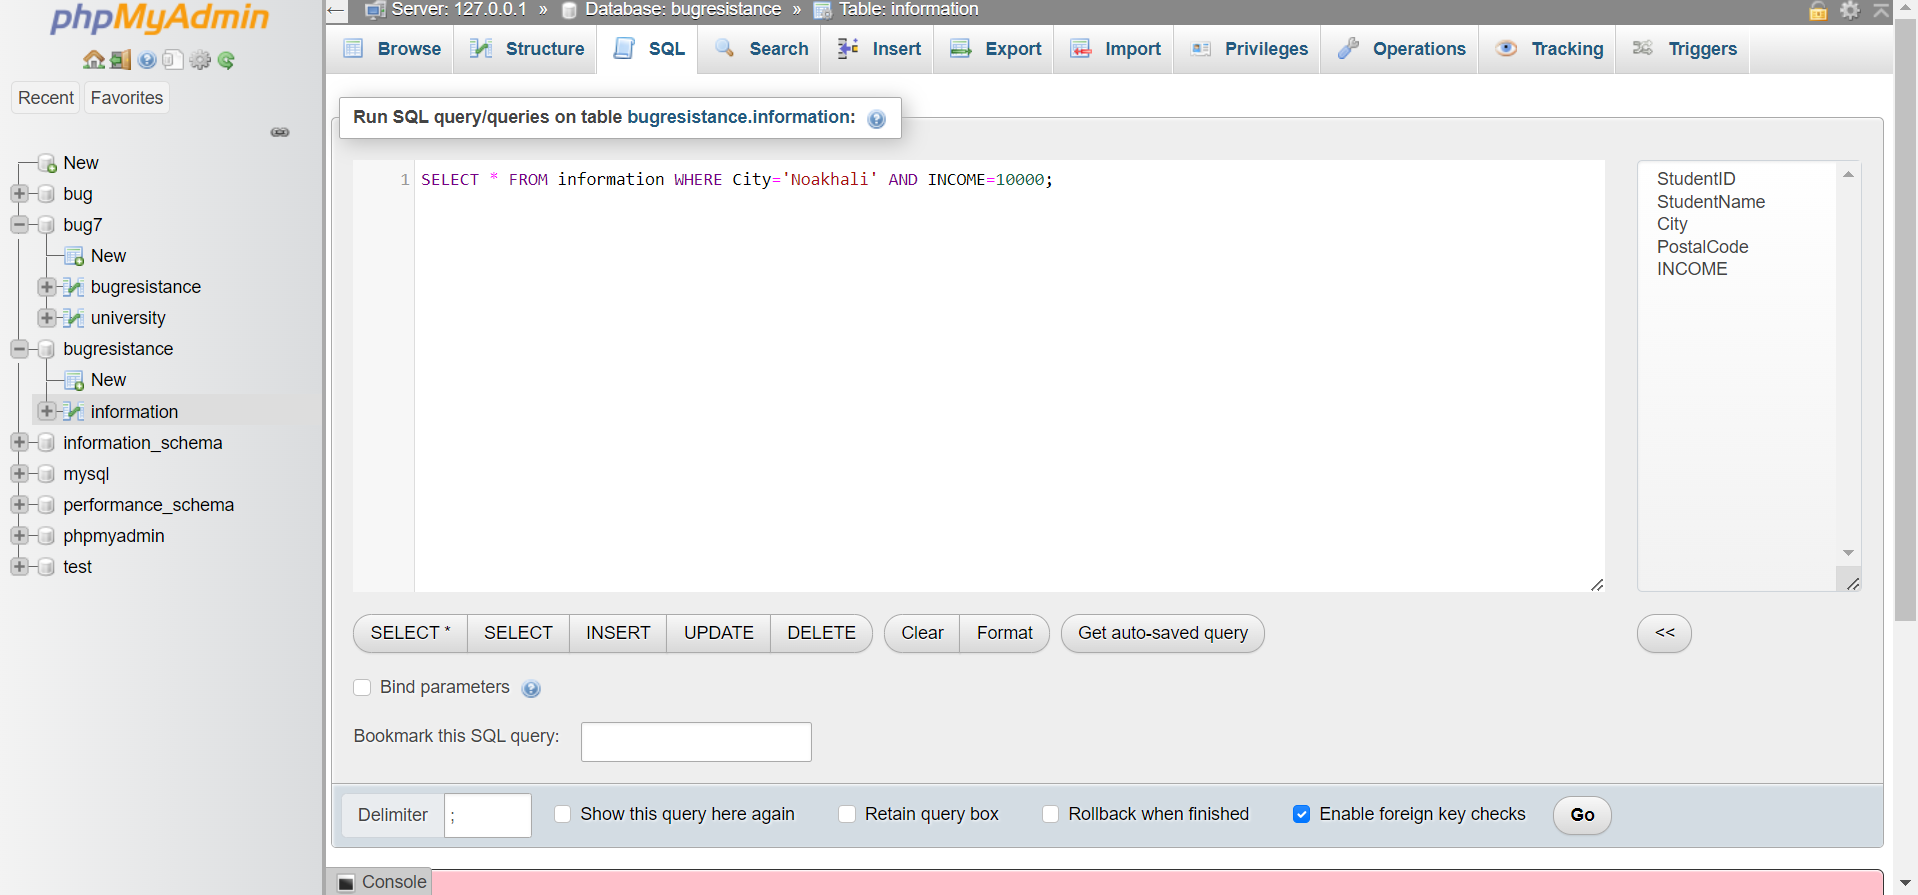 phpMyAdmin
Recent Favorites
New
bug
bug7
New
bugresistance
university
bugresistance
New
information
information_schema
mysql
performance_schema
phpmyadmin
test
Server: 127.0.0.1 » Database: bugresistance » Table: information
Browse Structure SQL Search Insert Export Import Privileges Operations Tracking Triggers
Run SQL query/queries on table bugresistance.information:
1 SELECT * FROM information WHERE City='Noakhali' AND INCOME=10000;
StudentID
StudentName
City
PostalCode
INCOME
SELECT * SELECT INSERT UPDATE DELETE Clear Format Get auto-saved query <<
Bind parameters
Bookmark this SQL query:
Delimiter ; Show this query here again Retain query box Rollback when finished Enable foreign key checks Go
Console